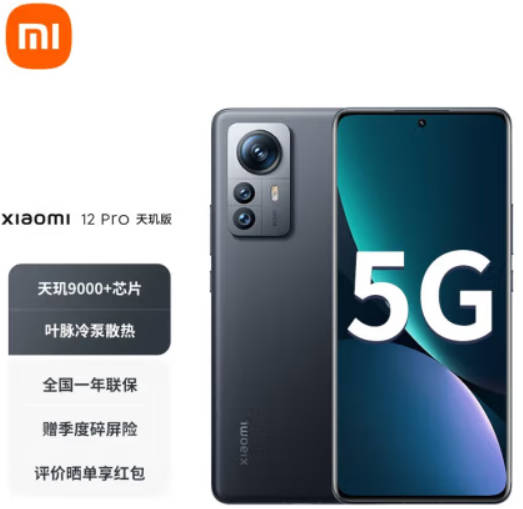 mi
xiaomi 12 Pro 天玑版
天玑9000+芯片
叶脉冷泵散热
全国一年联保
赠季度碎屏险
评价晒单享红包
xiaomi
5G